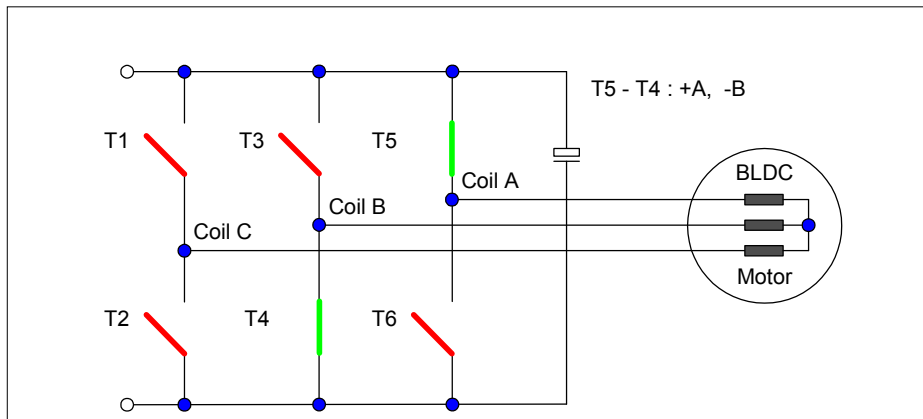 T5 - T4 : +A, -B
T1
T3
T5
BLDC
Coil A
Coil B
Coil C
Motor
T2
T4
T6